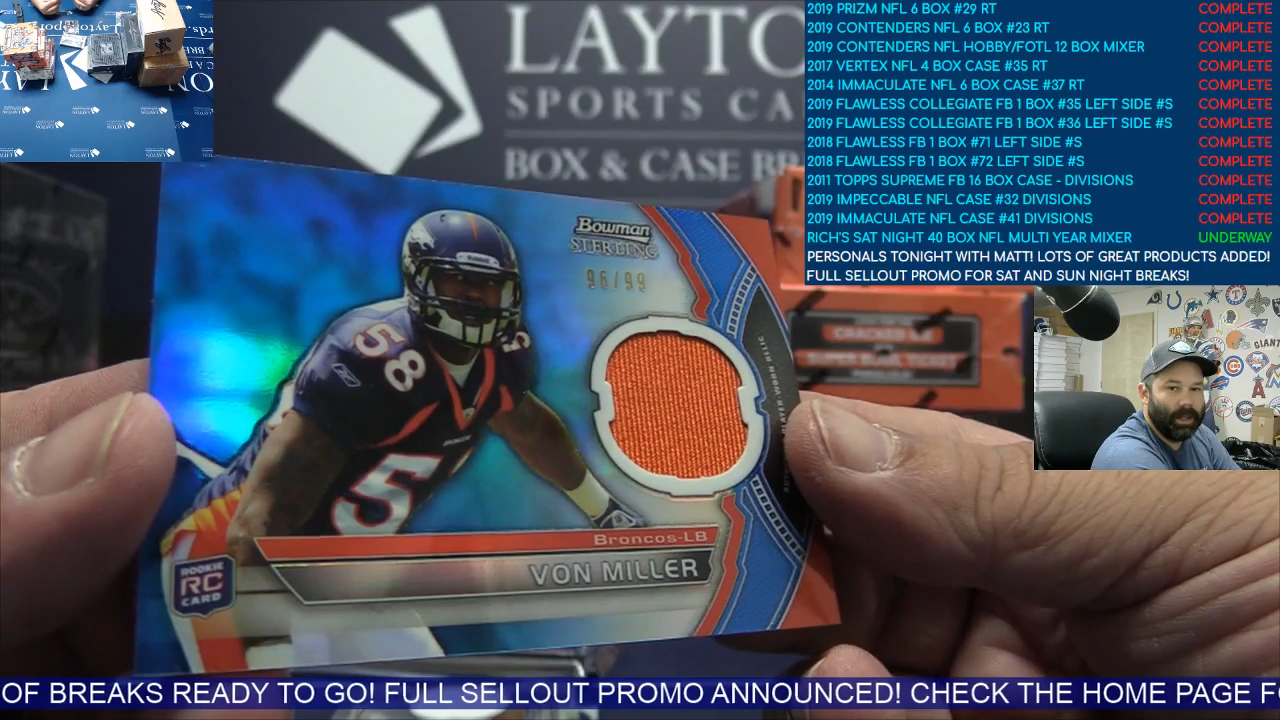 2019 PRIZM NFL 6 BOX #29 RT COMPLETE
2019 CONTENDERS NFL 6 BOX #23 RT COMPLETE
2019 CONTENDERS NFL HOBBY/FOTL 12 BOX MIXER COMPLETE
2017 VERTEX NFL 4 BOX CASE #35 RT COMPLETE
2014 IMMACULATE NFL 6 BOX CASE #37 RT COMPLETE
2019 FLAWLESS COLLEGIATE FB 1 BOX #35 LEFT SIDE #S COMPLETE
2019 FLAWLESS COLLEGIATE FB 1 BOX #36 LEFT SIDE #S COMPLETE
2018 FLAWLESS FB 1 BOX #71 LEFT SIDE #S COMPLETE
2018 FLAWLESS FB 1 BOX #72 LEFT SIDE #S COMPLETE
2011 TOPPS SUPREME FB 16 BOX CASE - DIVISIONS COMPLETE
2019 IMPECCABLE NFL CASE #32 DIVISIONS COMPLETE
2019 IMMACULATE NFL CASE #41 DIVISIONS COMPLETE
RICH'S SAT NIGHT 40 BOX NFL MULTI YEAR MIXER UNDERWAY
PERSONALS TONIGHT WITH MATT! LOTS OF GREAT PRODUCTS ADDED!
FULL SELLOUT PROMO FOR SAT AND SUN NIGHT BREAKS!
LAYTO
SPORTS CA
BOX & CASE BR
Bowman
STERLING
96/99
58
58
Broncos-LB
VON MILLER
ROOKIE
RC
CARD
CRACKED ICE
SUPER BOWL TICKET
GIANT
OF BREAKS READY TO GO! FULL SELLOUT PROMO ANNOUNCED! CHECK THE HOME PAGE FO